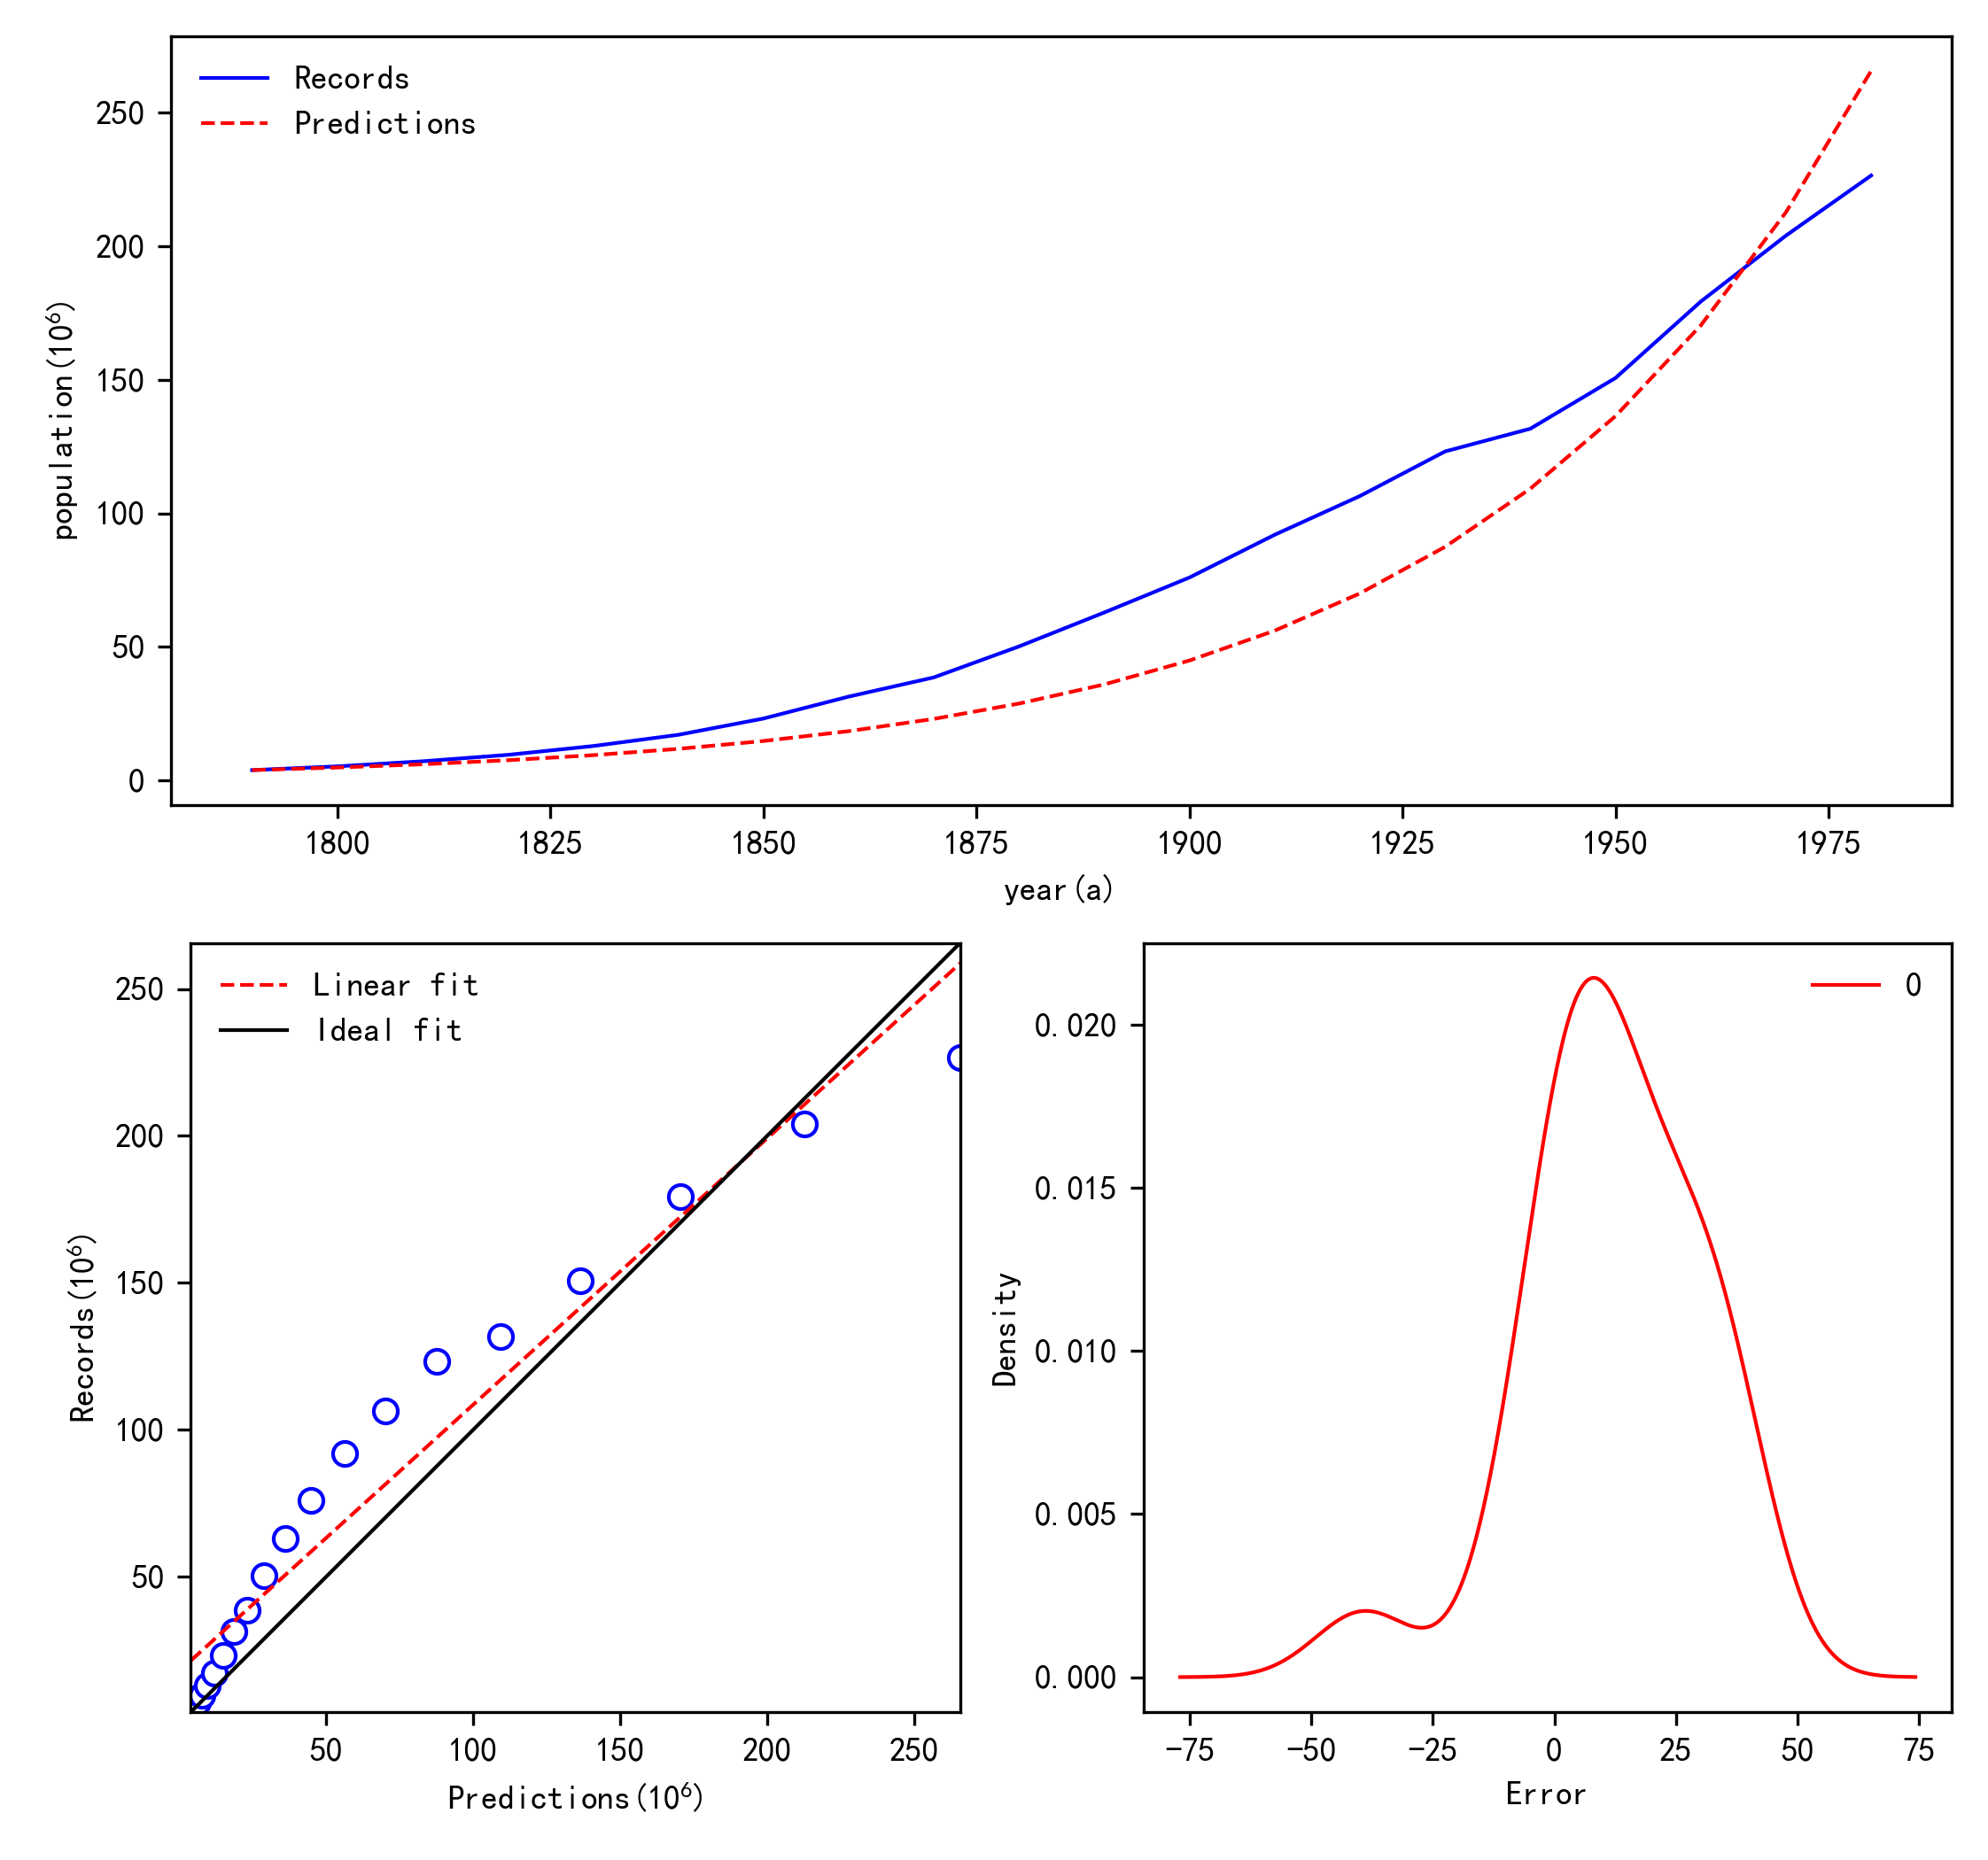 Records
Predictions
250
200
150
100
50
0
population(10⁶)
1800 1825 1850 1875 1900 1925 1950 1975
year(a)
Linear fit
Ideal fit
250
200
150
100
50
Records(10⁶)
50 100 150 200 250
Predictions(10⁶)
0
0.020
0.015
0.010
0.005
0.000
Density
−75 −50 −25 0 25 50 75
Error